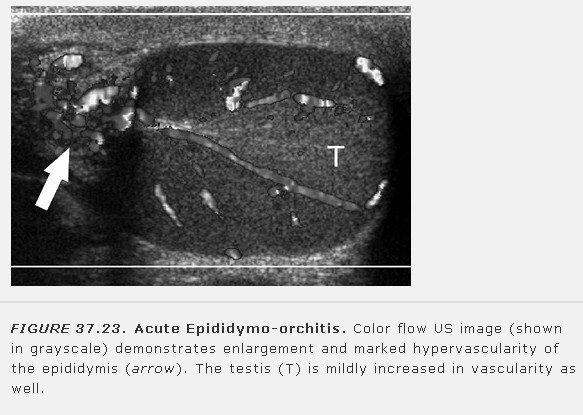 T
FIGURE 37.23. Acute Epididymo-orchitis. Color flow US image (shown
in grayscale) demonstrates enlargement and marked hypervascularity of
the epididymis (arrow). The testis (T) is mildly increased in vascularity as
well.